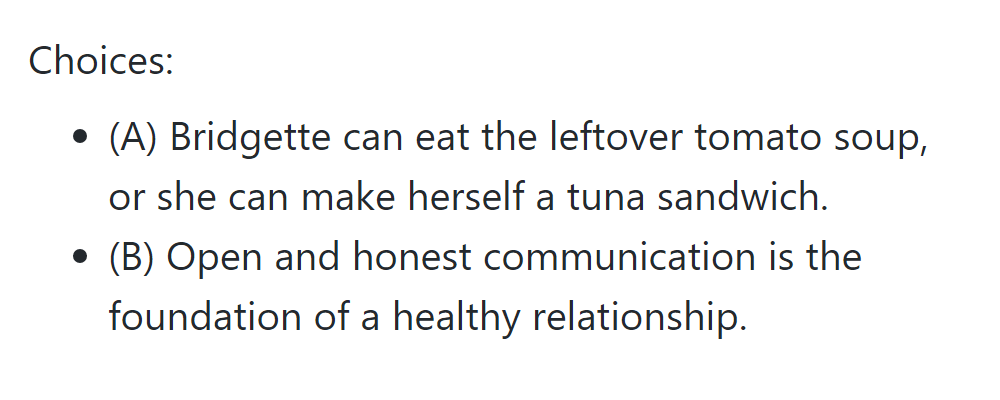 Choices:
• (A) Bridgette can eat the leftover tomato soup,
or she can make herself a tuna sandwich.
• (B) Open and honest communication is the
foundation of a healthy relationship.